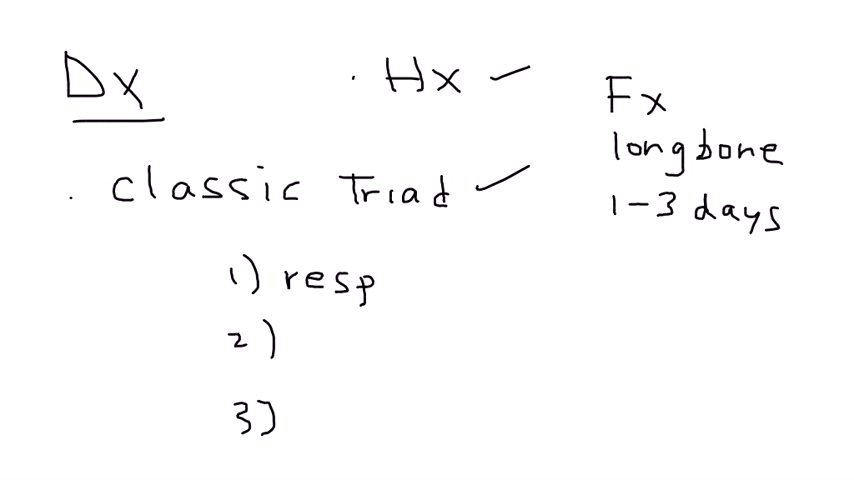 Dx
. Hx ✓
Fx
long bone
1-3 days
. classic Triad ✓
1) resp
2)
3)